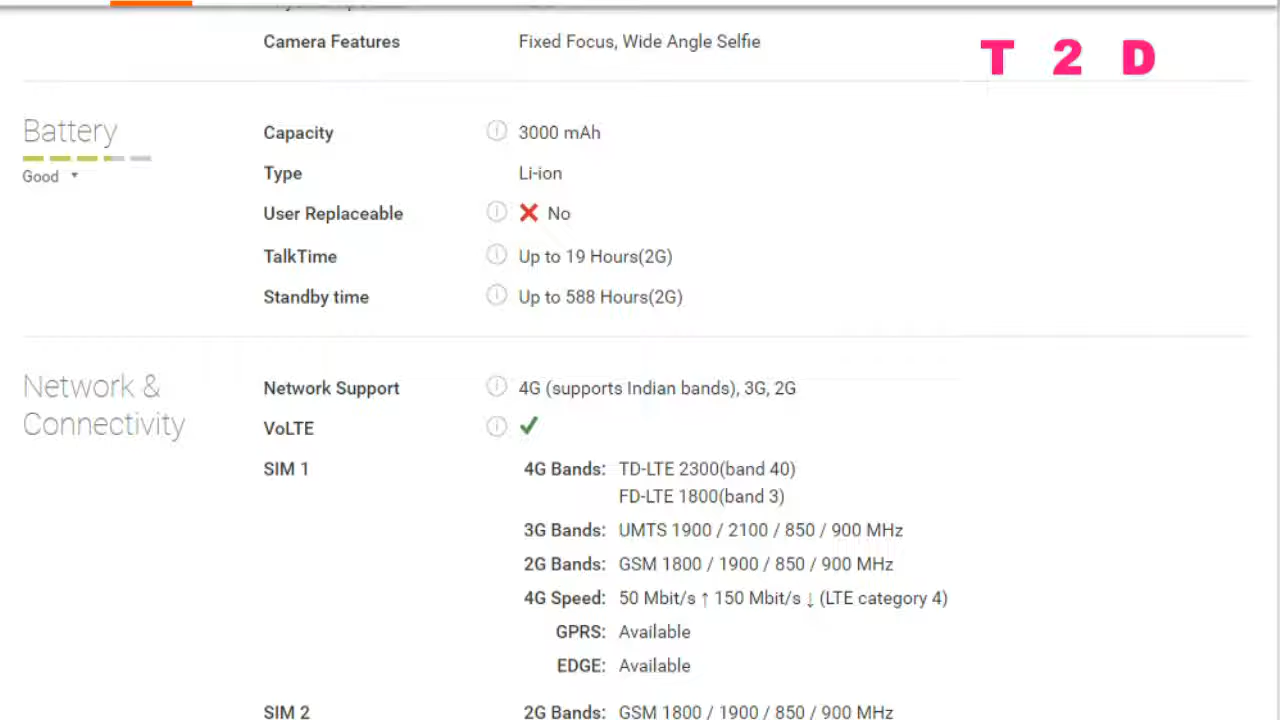 Camera Features Fixed Focus, Wide Angle Selfie
T 2 D
Battery
Good
Capacity 3000 mAh
Type Li-ion
User Replaceable No
TalkTime Up to 19 Hours(2G)
Standby time Up to 588 Hours(2G)
Network &
Connectivity
Network Support 4G (supports Indian bands), 3G, 2G
VoLTE
SIM 1 4G Bands: TD-LTE 2300(band 40)
FD-LTE 1800(band 3)
3G Bands: UMTS 1900 / 2100 / 850 / 900 MHz
2G Bands: GSM 1800 / 1900 / 850 / 900 MHz
4G Speed: 50 Mbit/s ↑ 150 Mbit/s ↓ (LTE category 4)
GPRS: Available
EDGE: Available
SIM 2 2G Bands: GSM 1800 / 1900 / 850 / 900 MHz